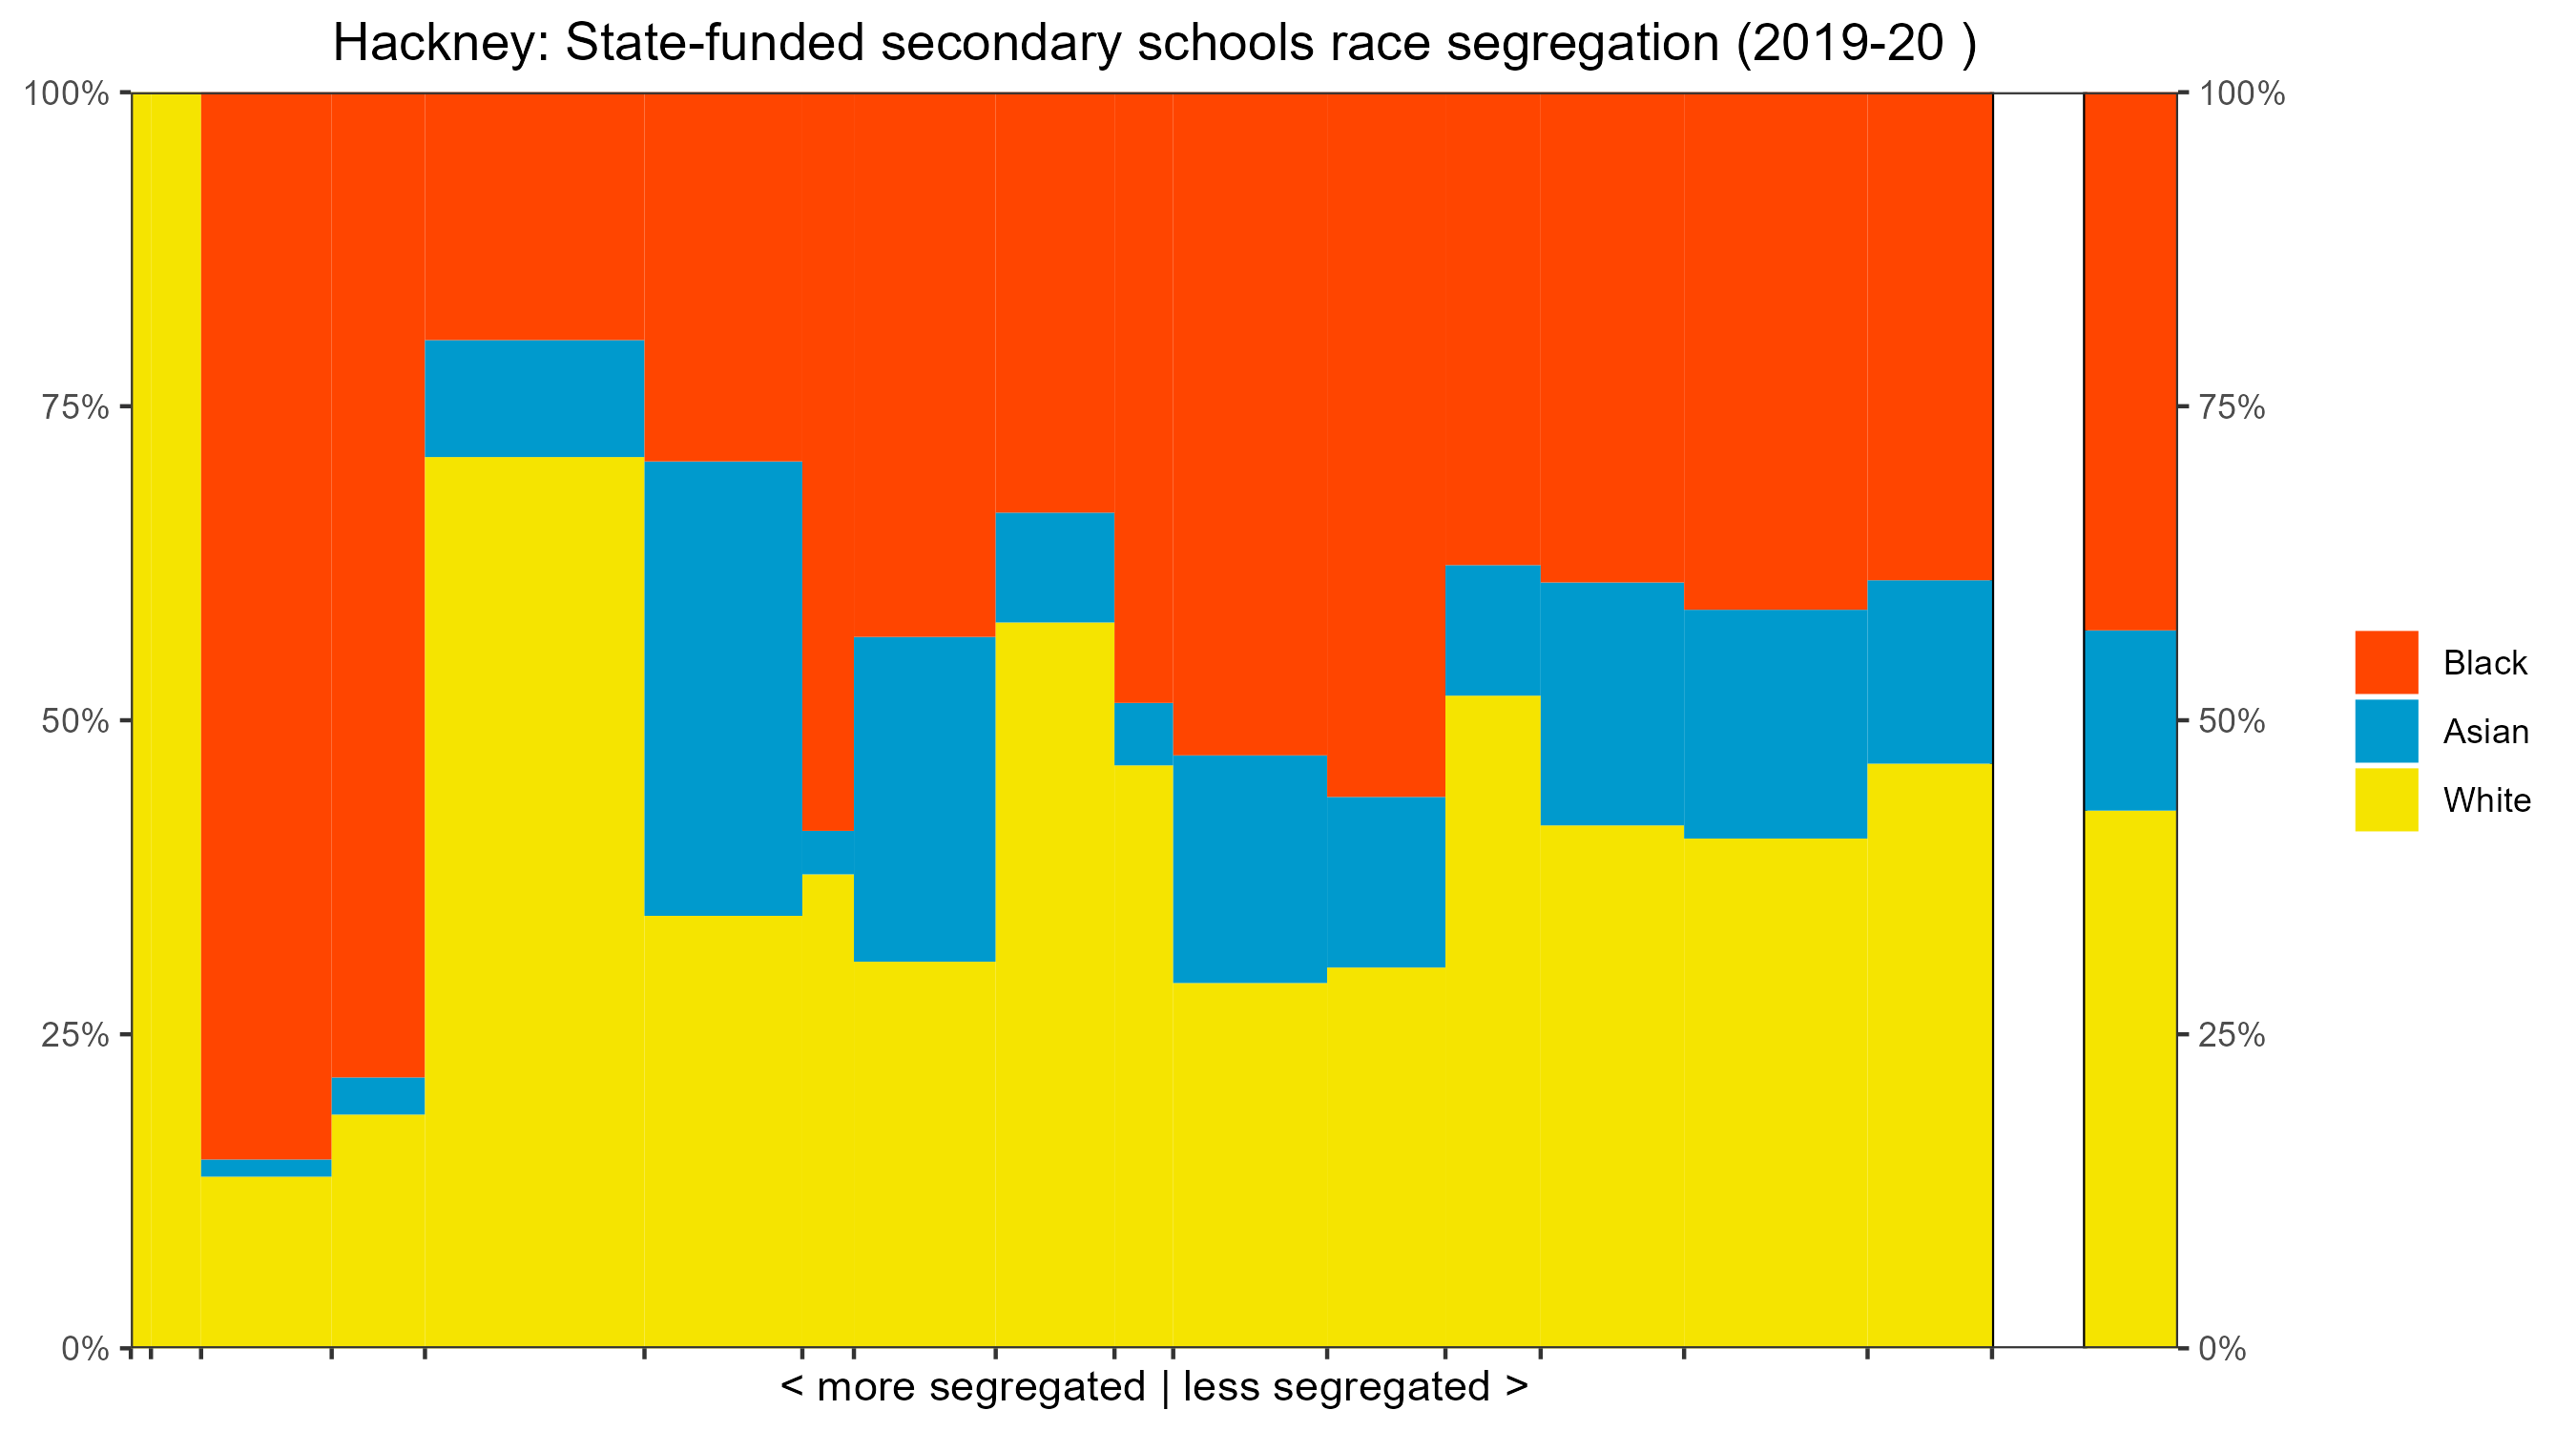 Hackney: State-funded secondary schools race segregation (2019-20 )
100%
75%
50%
25%
0%
100%
75%
50%
25%
0%
Black
Asian
White
< more segregated | less segregated >